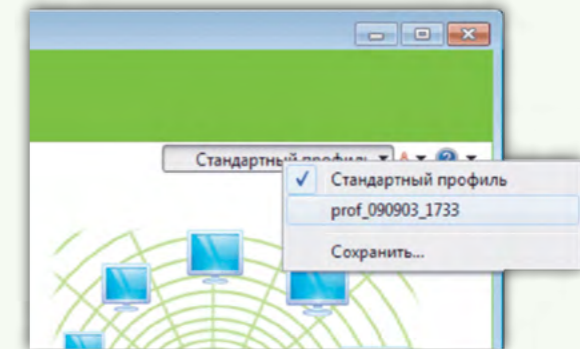 Стандартный профиль
Стандартный профиль
prof_090903_1733
Сохранить...